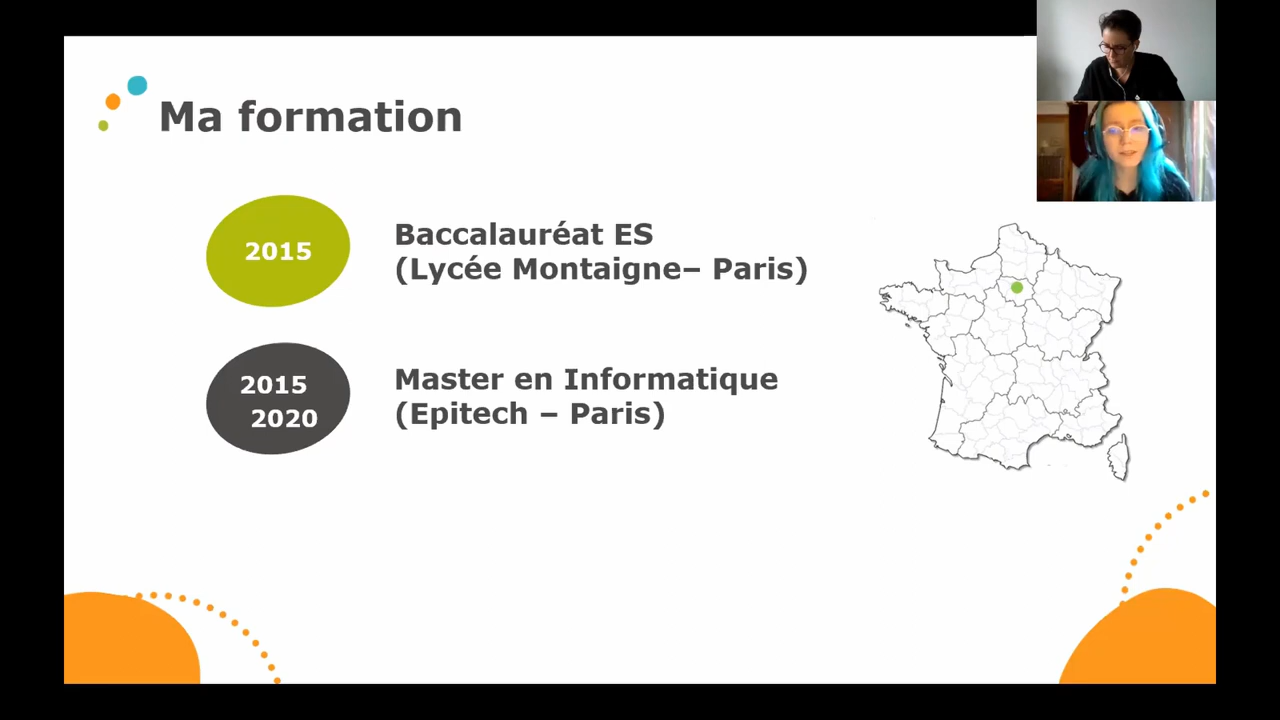 Ma formation
2015
Baccalauréat ES
(Lycée Montaigne– Paris)
2015
2020
Master en Informatique
(Epitech – Paris)